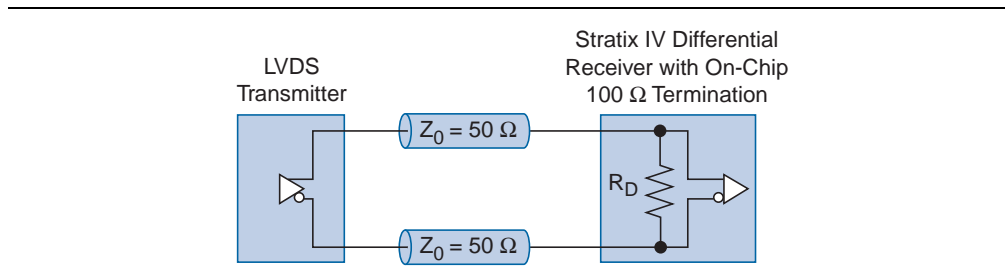 LVDS
Transmitter
Stratix IV Differential
Receiver with On-Chip
100 Ω Termination
Z0 = 50 Ω
RD
Z0 = 50 Ω